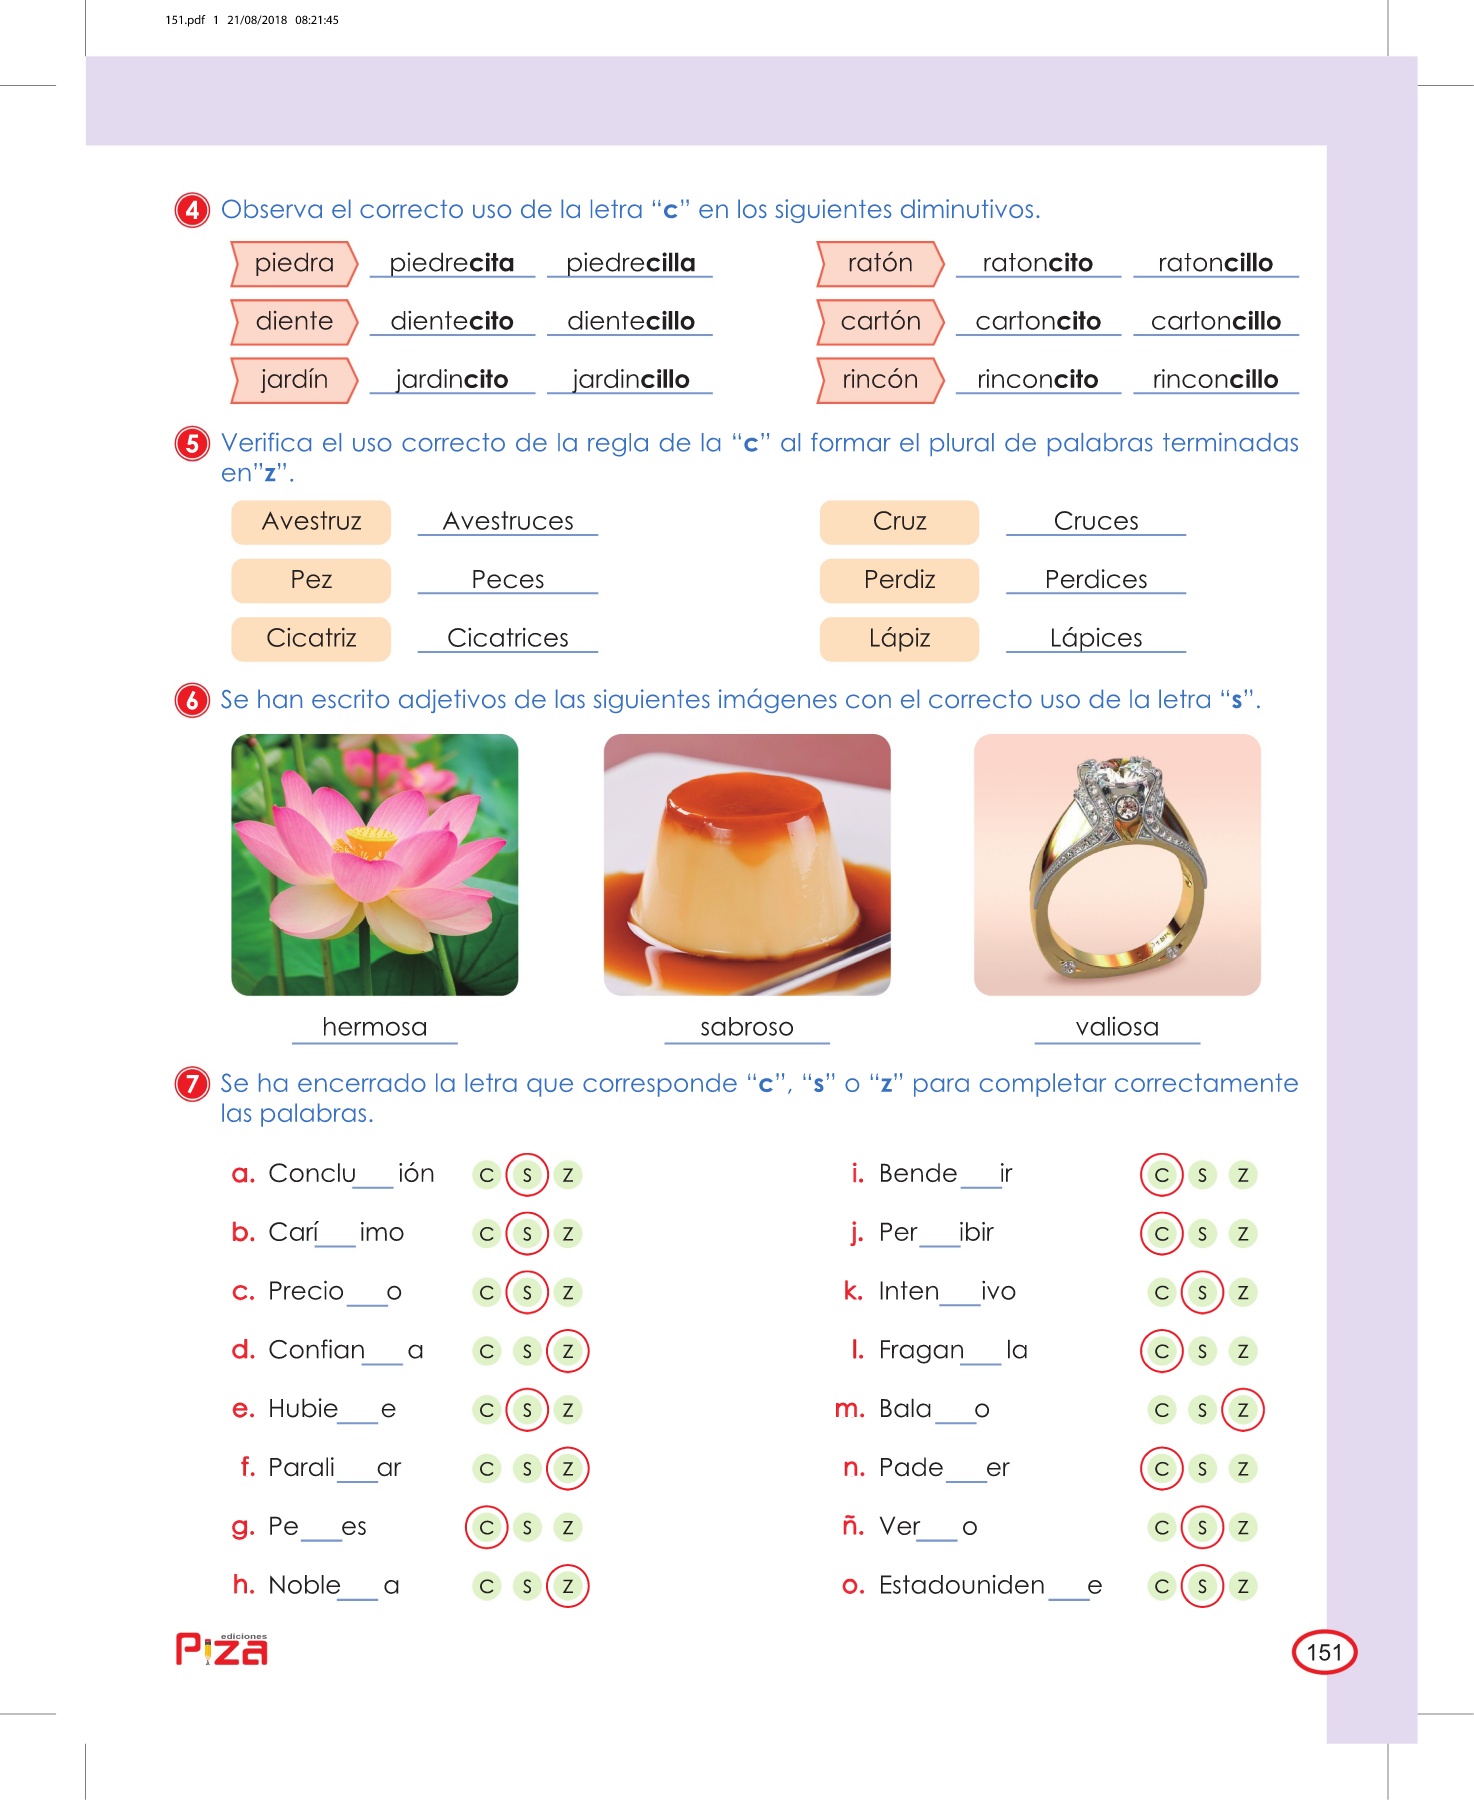 151.pdf 1 21/08/2018 08:21:45
4 Observa el correcto uso de la letra “c” en los siguientes diminutivos.
piedra piedrecita piedrecilla ratón ratoncito ratoncillo
diente dientecito dientecillo cartón cartoncito cartoncillo
jardín jardincito jardincillo rincón rinconcito rinconcillo
5 Verifica el uso correcto de la regla de la “c” al formar el plural de palabras terminadas
en”z”.
Avestruz Avestruces Cruz Cruces
Pez Peces Perdiz Perdices
Cicatriz Cicatrices Lápiz Lápices
6 Se han escrito adjetivos de las siguientes imágenes con el correcto uso de la letra “s”.
hermosa sabroso valiosa
7 Se ha encerrado la letra que corresponde “c”, “s” o “z” para completar correctamente
las palabras.
a. Conclu___ión c s z i. Bende___ir c s z
b. Carí___imo c s z j. Per___ibir c s z
c. Precio___o c s z k. Inten___ivo c s z
d. Confian___a c s z l. Fragan___la c s z
e. Hubie___e c s z m. Bala___o c s z
f. Parali___ar c s z n. Pade___er c s z
g. Pe___es c s z ñ. Ver___o c s z
h. Noble___a c s z o. Estadouniden___e c s z
ediciones
Piza
151